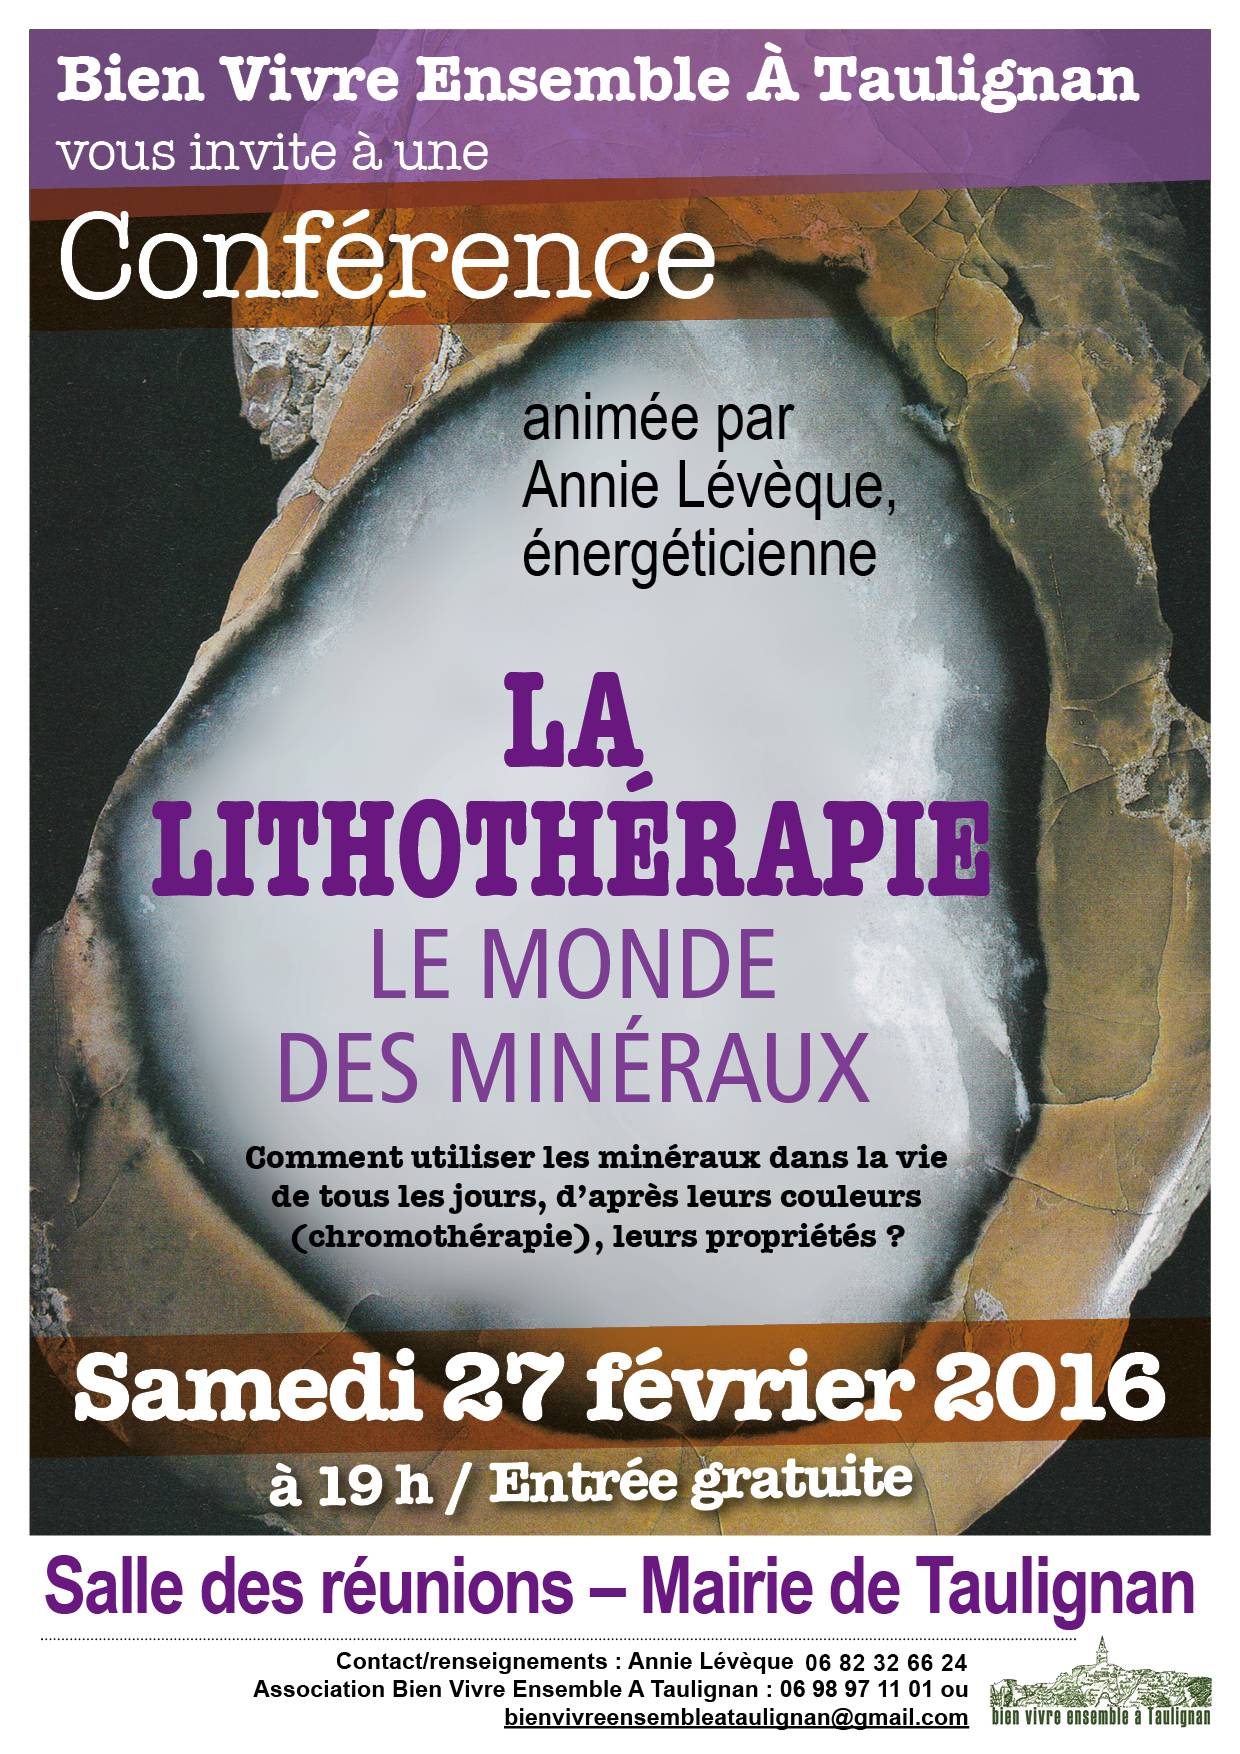 Bien Vivre Ensemble À Taulignan
vous invite à une
Conférence
animée par
Annie Lévèque,
énergéticienne
LA
LITHOTHÉRAPIE
LE MONDE
DES MINÉRAUX
Comment utiliser les minéraux dans la vie
de tous les jours, d’après leurs couleurs
(chromothérapie), leurs propriétés ?
Samedi 27 février 2016
à 19 h / Entrée gratuite
Salle des réunions – Mairie de Taulignan
Contact/renseignements : Annie Lévèque 06 82 32 66 24
Association Bien Vivre Ensemble A Taulignan : 06 98 97 11 01 ou
bienvivreensembleataulignan@gmail.com
bien vivre ensemble à Taulignan